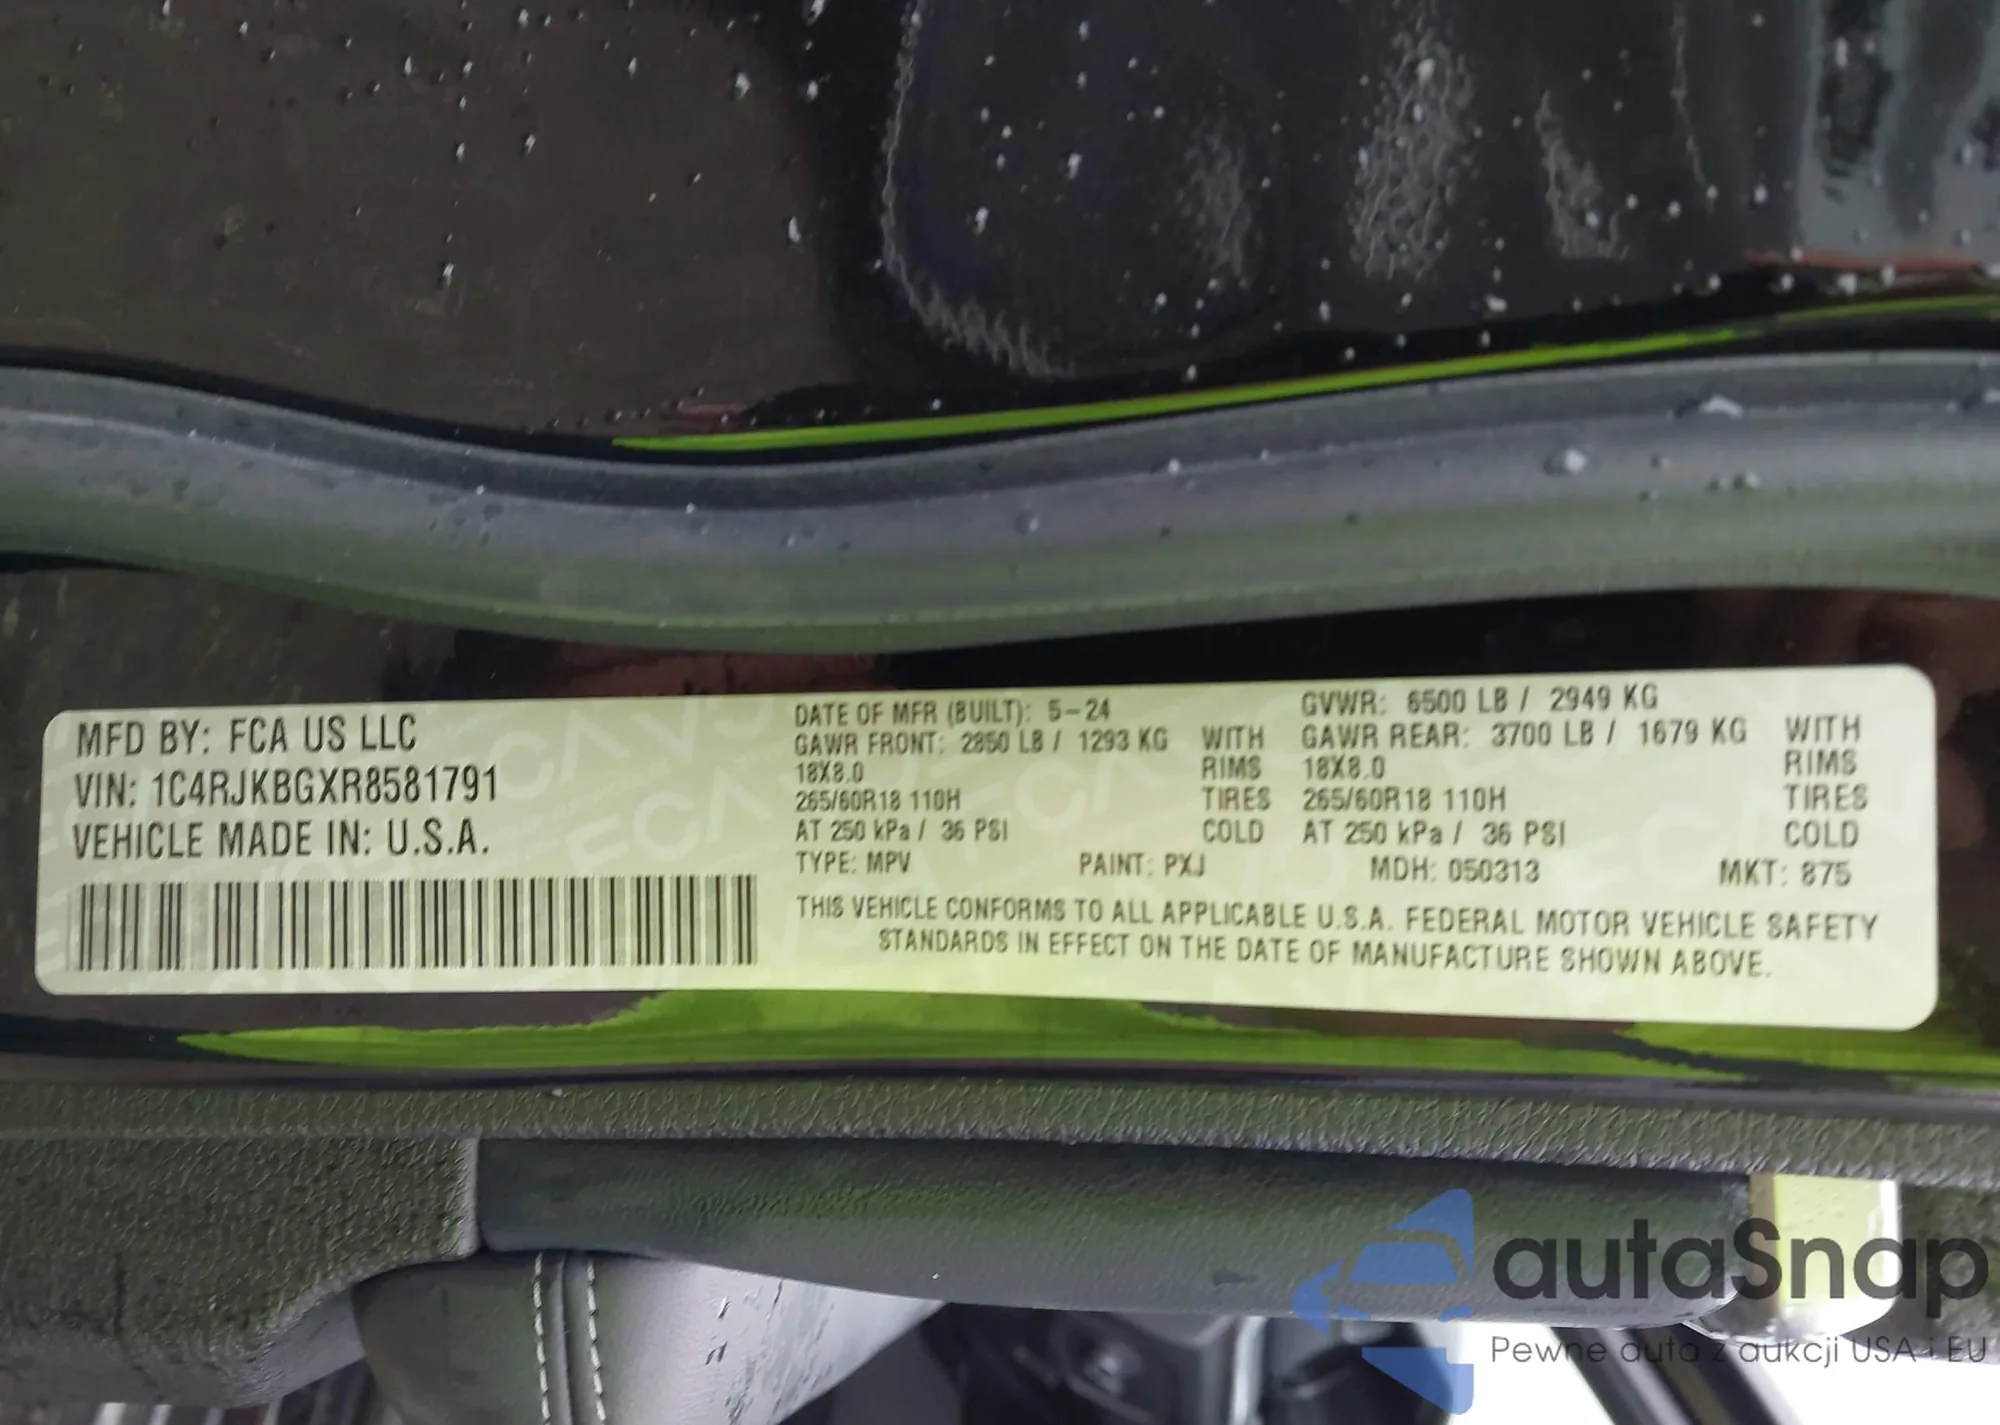 MFD BY: FCA US LLC
VIN: 1C4RJKBGXR8581791
VEHICLE MADE IN: U.S.A.
DATE OF MFR (BUILT): 5-24
GAWR FRONT: 2850 LB / 1293 KG WITH
18X8.0 RIMS
265/60R18 110H TIRES
AT 250 kPa / 36 PSI COLD
GVWR: 6500 LB / 2949 KG
GAWR REAR: 3700 LB / 1679 KG WITH
18X8.0 RIMS
265/60R18 110H TIRES
AT 250 kPa / 36 PSI COLD
TYPE: MPV PAINT: PXJ MDH: 050313 MKT: 875
THIS VEHICLE CONFORMS TO ALL APPLICABLE U.S.A. FEDERAL MOTOR VEHICLE SAFETY
STANDARDS IN EFFECT ON THE DATE OF MANUFACTURE SHOWN ABOVE.
autaSnap
Pewne auta z aukcji USA i EU